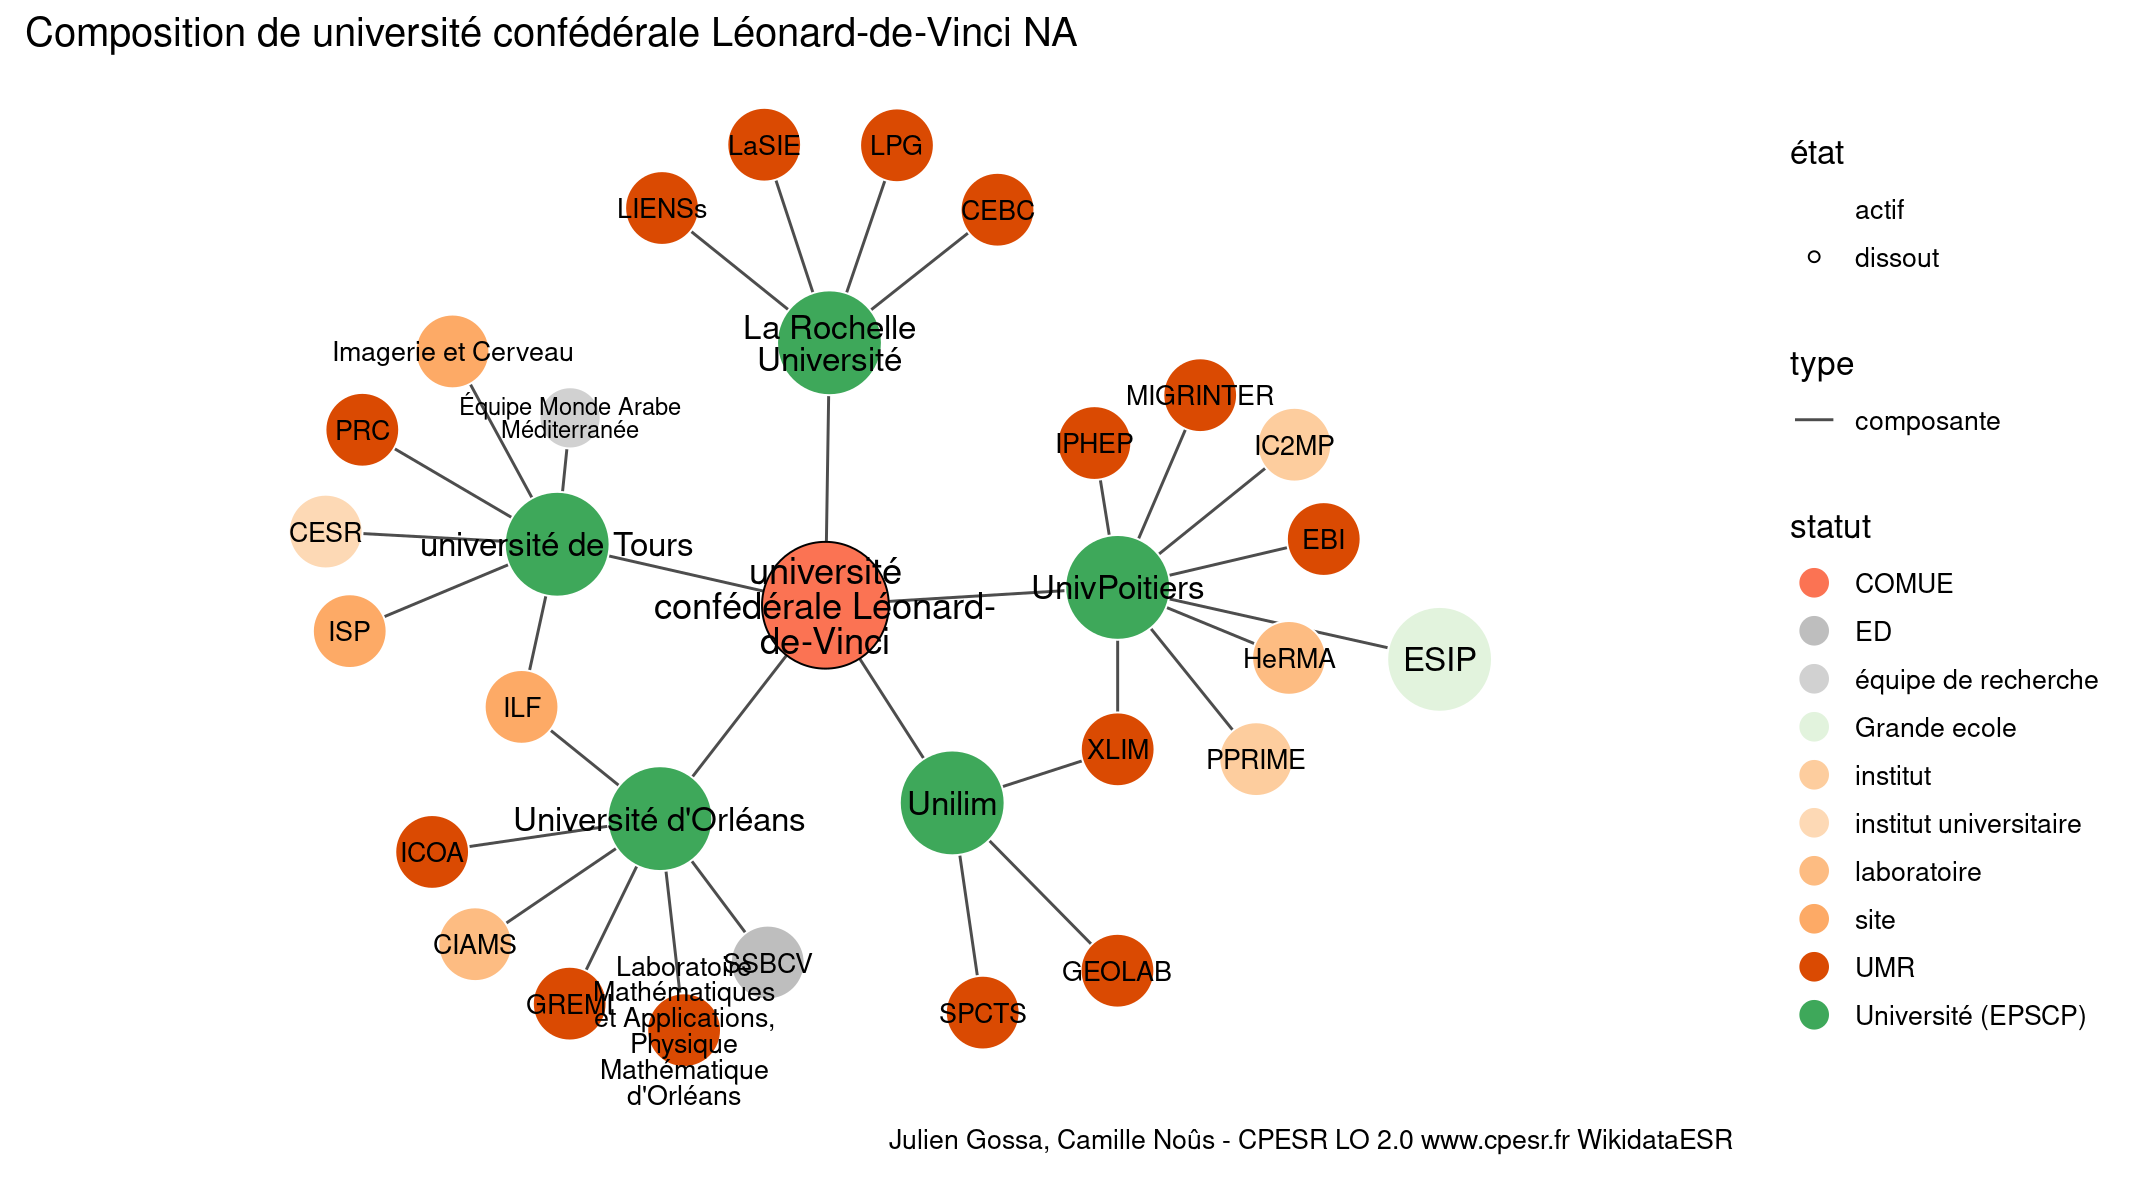 Composition de université confédérale Léonard-de-Vinci NA
LaSIE
LPG
LIENSs
CEBC
La Rochelle
Université
Imagerie et Cerveau
Équipe Monde Arabe
Méditerranée
PRC
CESR
université de Tours
ISP
ILF
université
confédérale Léonard-
de-Vinci
MIGRINTER
IPHEP
IC2MP
EBI
UnivPoitiers
HeRMA
ESIP
XLIM
PPRIME
Unilim
Université d'Orléans
ICOA
CIAMS
GREMI
SSBCV
Laboratoire
Mathématiques
et Applications,
Physique
Mathématique
d'Orléans
SPCTS
GEOLAB
état
actif
dissout
type
composante
statut
COMUE
ED
équipe de recherche
Grande ecole
institut
institut universitaire
laboratoire
site
UMR
Université (EPSCP)
Julien Gossa, Camille Noûs - CPESR LO 2.0 www.cpesr.fr WikidataESR